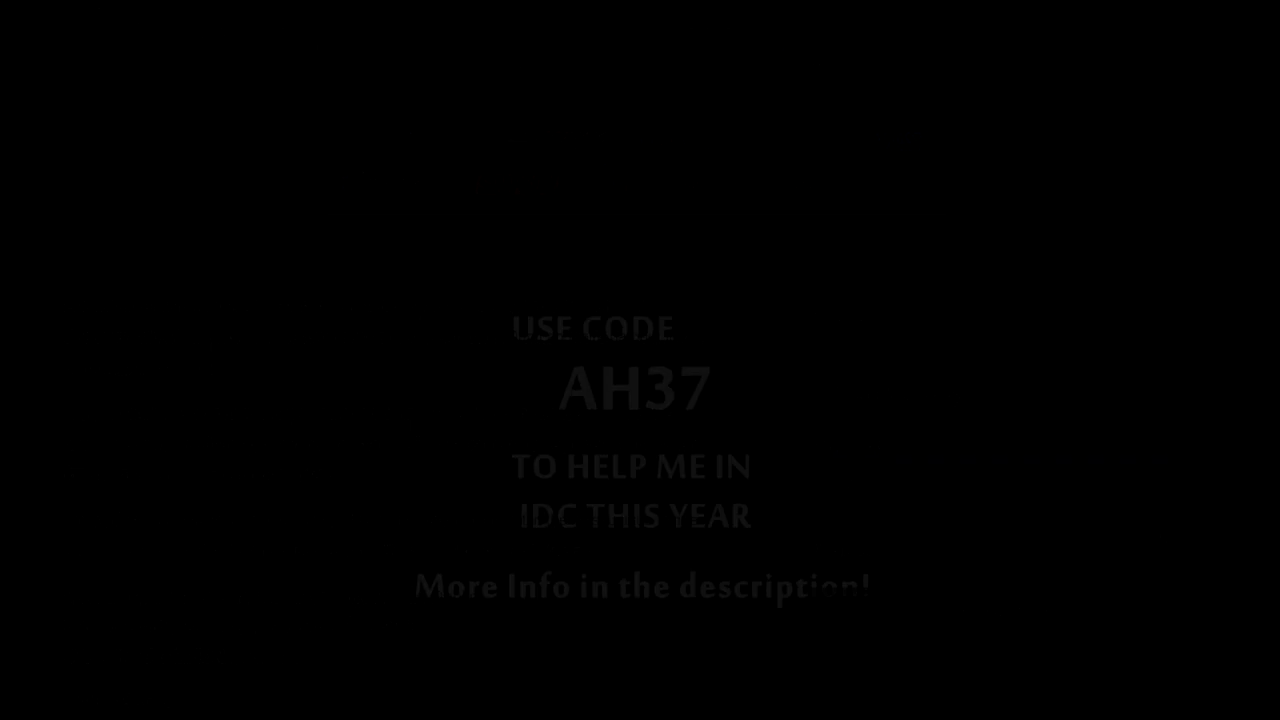 USE CODE
AH37
TO HELP ME IN
IDC THIS YEAR
More Info in the description!